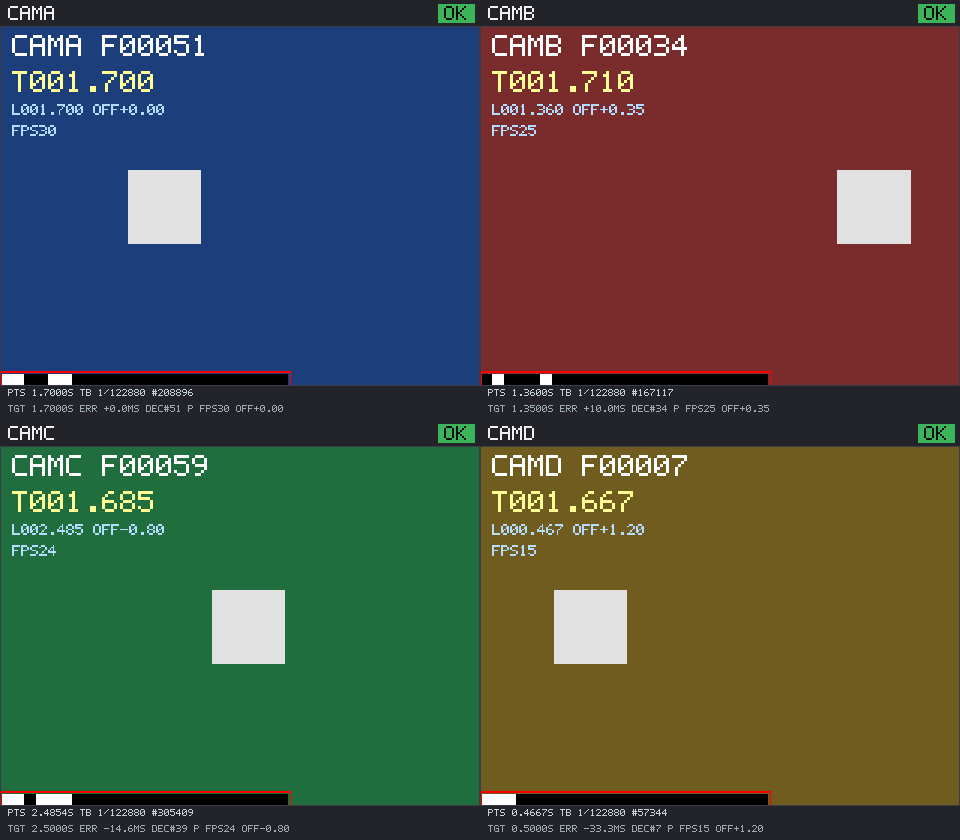 CAMA OK
CAMA F00051
T001.700
L001.700 OFF+0.00
FPS30
PTS 1.7000S TB 1/122880 #208896
TGT 1.7000S ERR +0.0MS DEC#51 P FPS30 OFF+0.00
CAMB OK
CAMB F00034
T001.710
L001.360 OFF+0.35
FPS25
PTS 1.3600S TB 1/122880 #167117
TGT 1.3500S ERR +10.0MS DEC#34 P FPS25 OFF+0.35
CAMC OK
CAMC F00059
T001.685
L002.485 OFF-0.80
FPS24
PTS 2.4854S TB 1/122880 #305409
TGT 2.5000S ERR -14.6MS DEC#39 P FPS24 OFF-0.80
CAMD OK
CAMD F00007
T001.667
L000.467 OFF+1.20
FPS15
PTS 0.4667S TB 1/122880 #57344
TGT 0.5000S ERR -33.3MS DEC#7 P FPS15 OFF+1.20